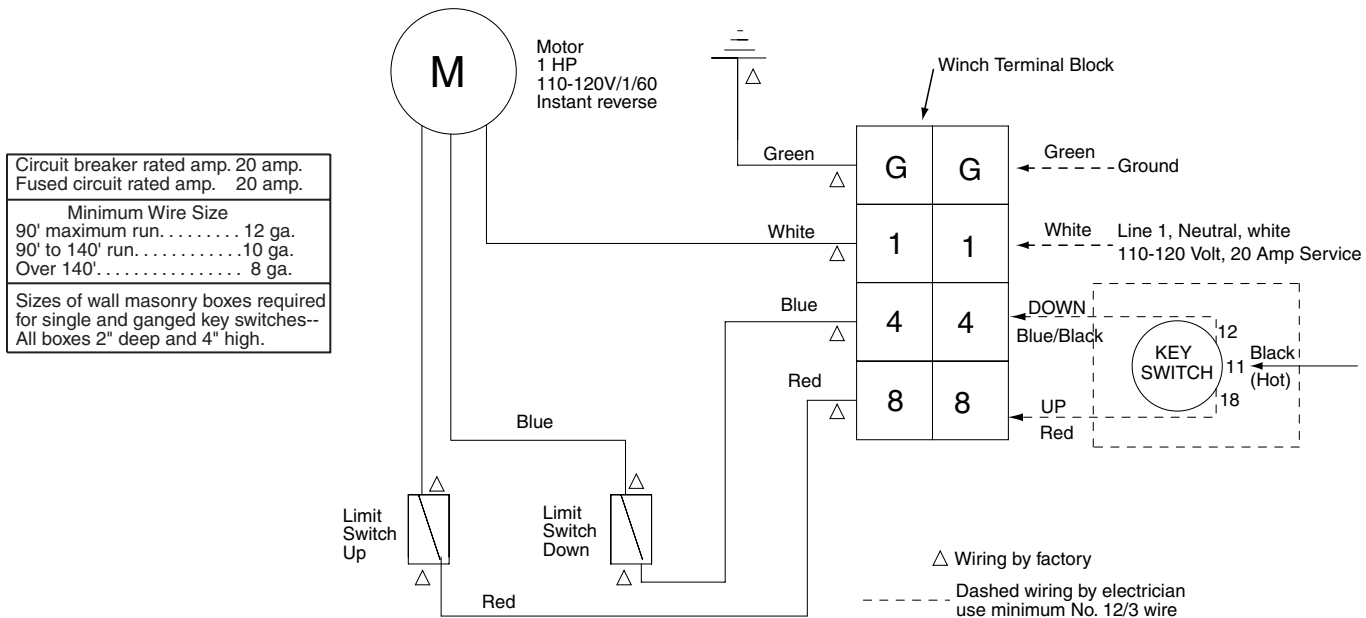 M
Motor
1 HP
110-120V/1/60
Instant reverse
Winch Terminal Block
Circuit breaker rated amp. 20 amp.
Fused circuit rated amp. 20 amp.
Minimum Wire Size
90' maximum run. . . . . . . . . 12 ga.
90' to 140' run. . . . . . . . . . . .10 ga.
Over 140'. . . . . . . . . . . . . . . 8 ga.
Sizes of wall masonry boxes required
for single and ganged key switches--
All boxes 2" deep and 4" high.
Green
G G
Green
Ground
White
1 1
White
Line 1, Neutral, white
110-120 Volt, 20 Amp Service
Blue
4 4
DOWN
Blue/Black
Red
8 8
UP
Red
KEY
SWITCH
12
11
18
Black
(Hot)
Blue
Limit
Switch
Up
Limit
Switch
Down
Red
△ Wiring by factory
Dashed wiring by electrician
use minimum No. 12/3 wire